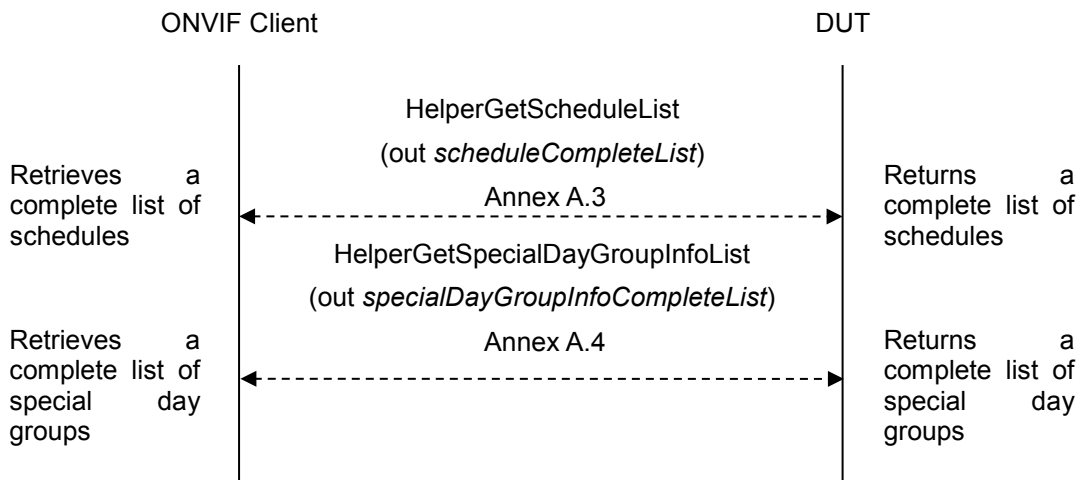 ONVIF Client
DUT
HelperGetScheduleList
(out scheduleCompleteList)
Annex A.3
Retrieves a
complete list of
schedules
Returns a
complete list of
schedules
HelperGetSpecialDayGroupInfoList
(out specialDayGroupInfoCompleteList)
Annex A.4
Retrieves a
complete list of
special day
groups
Returns a
complete list of
special day
groups